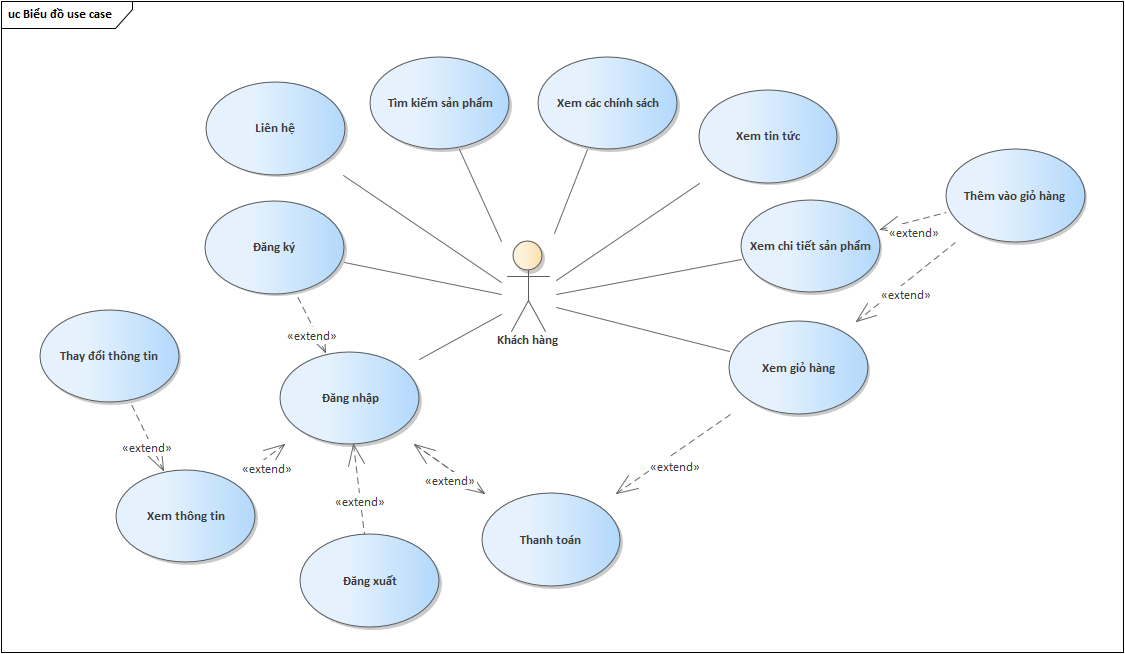 uc Biểu đồ use case
Tìm kiếm sản phẩm
Xem các chính sách
Liên hệ
Xem tin tức
Thêm vào giỏ hàng
«extend»
Đăng ký
Xem chi tiết sản phẩm
«extend»
«extend»
Khách hàng
Thay đổi thông tin
Xem giỏ hàng
Đăng nhập
«extend»
«extend»
«extend»
«extend»
«extend»
Xem thông tin
Thanh toán
Đăng xuất